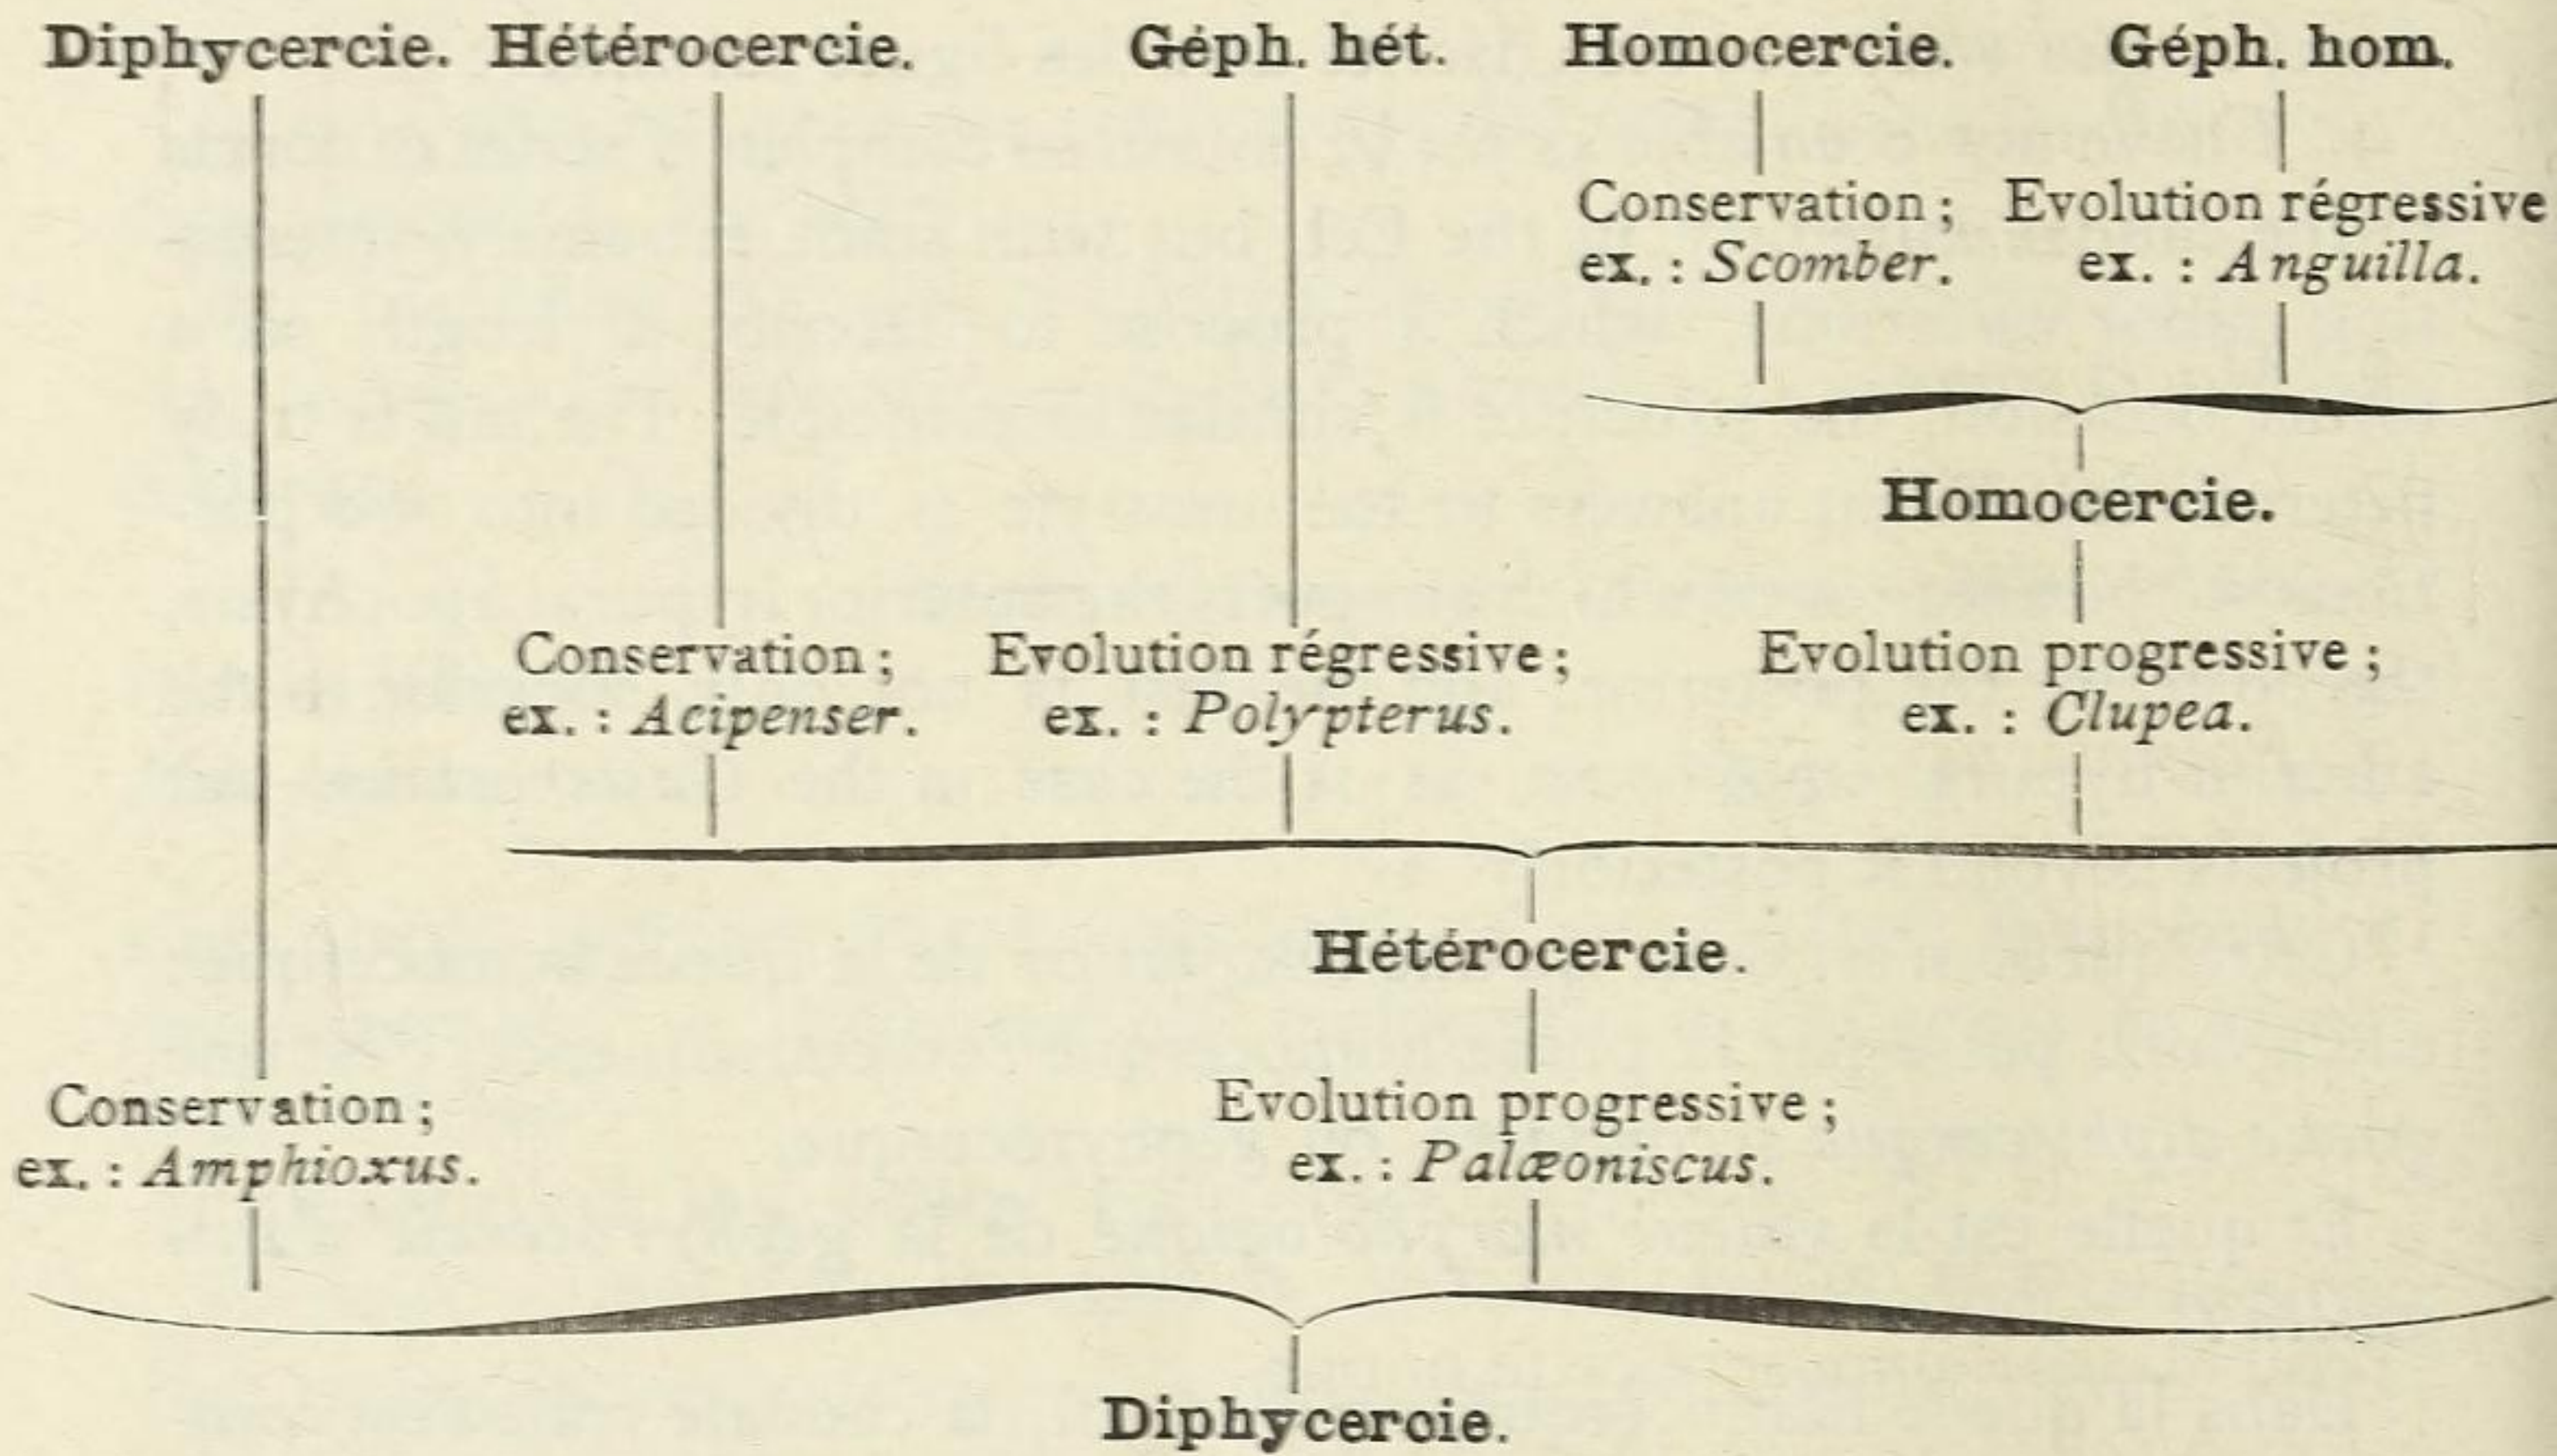 Diphycercie. Hétérocercie. Géph. hét. Homocercie. Géph. hom.
Conservation ; Evolution régressive
ex. : Scomber. ex. : Anguilla.
Homocercie.
Conservation ; Evolution régressive ; Evolution progressive ;
ex. : Acipenser. ex. : Polypterus. ex. : Clupea.
Hétérocercie.
Conservation ; Evolution progressive ;
ex. : Amphioxus. ex. : Palæoniscus.
Diphyceroie.